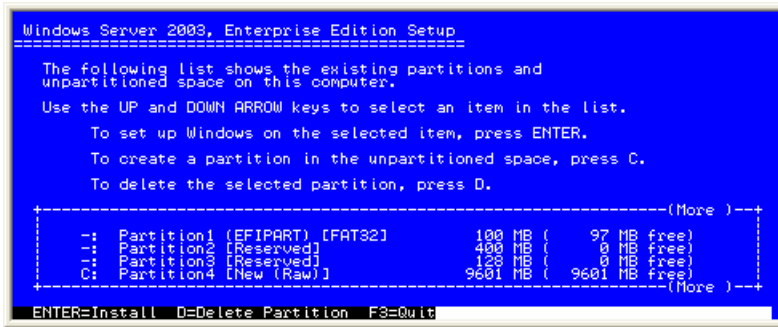 Windows Server 2003, Enterprise Edition Setup
=============================================
The following list shows the existing partitions and
unpartitioned space on this computer.
Use the UP and DOWN ARROW keys to select an item in the list.
To set up Windows on the selected item, press ENTER.
To create a partition in the unpartitioned space, press C.
To delete the selected partition, press D.
(More )
-: Partition1 (EFIPART) [FAT32] 100 MB ( 97 MB free)
-: Partition2 [Reserved] 400 MB ( 0 MB free)
-: Partition3 [Reserved] 128 MB ( 0 MB free)
C: Partition4 [New (Raw)] 9601 MB ( 9601 MB free)
(More )
ENTER=Install D=Delete Partition F3=Quit